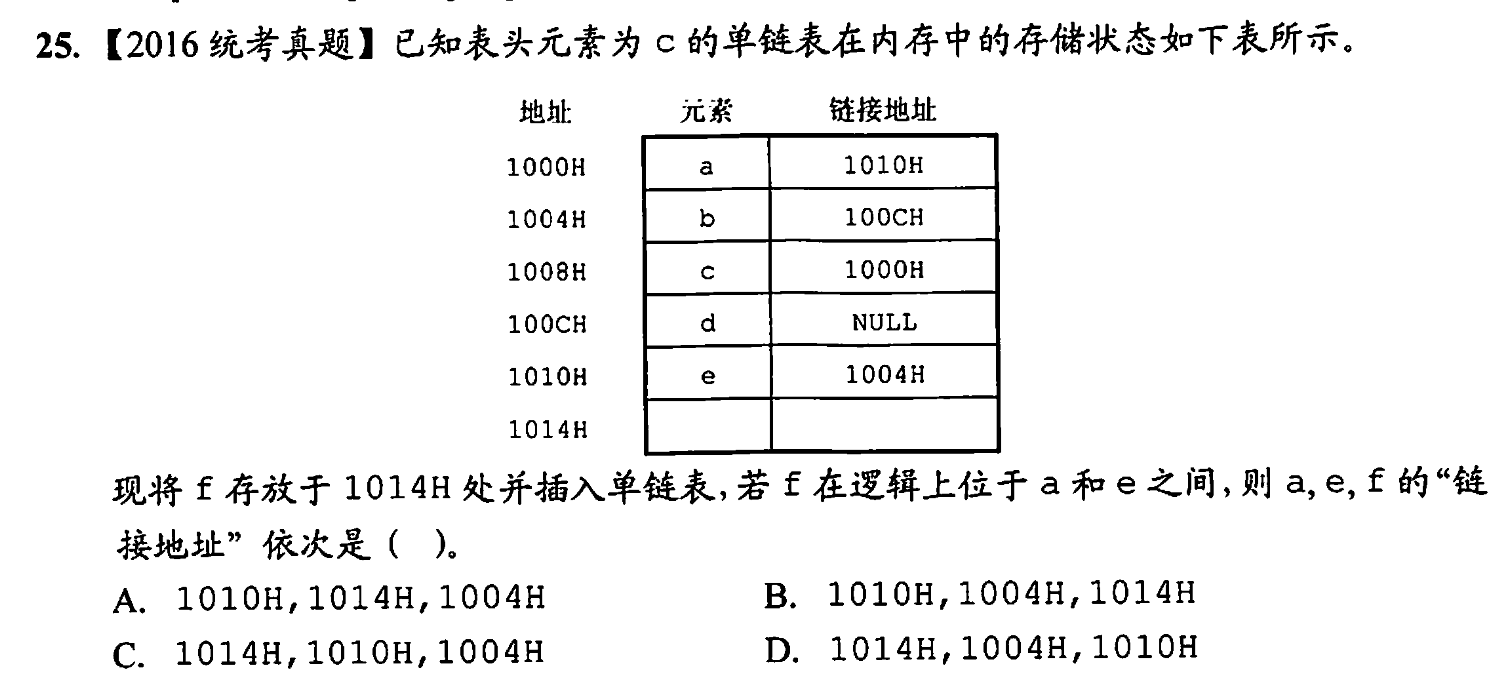 25. 【2016 统考真题】已知表头元素为 c 的单链表在内存中的存储状态如下表所示。
地址 元素 链接地址
1000H a 1010H
1004H b 100CH
1008H c 1000H
100CH d NULL
1010H e 1004H
1014H
现将 f 存放于 1014H 处并插入单链表,若 f 在逻辑上位于 a 和 e 之间,则 a, e, f 的“链
接地址”依次是( )。
A. 1010H, 1014H, 1004H B. 1010H, 1004H, 1014H
C. 1014H, 1010H, 1004H D. 1014H, 1004H, 1010H